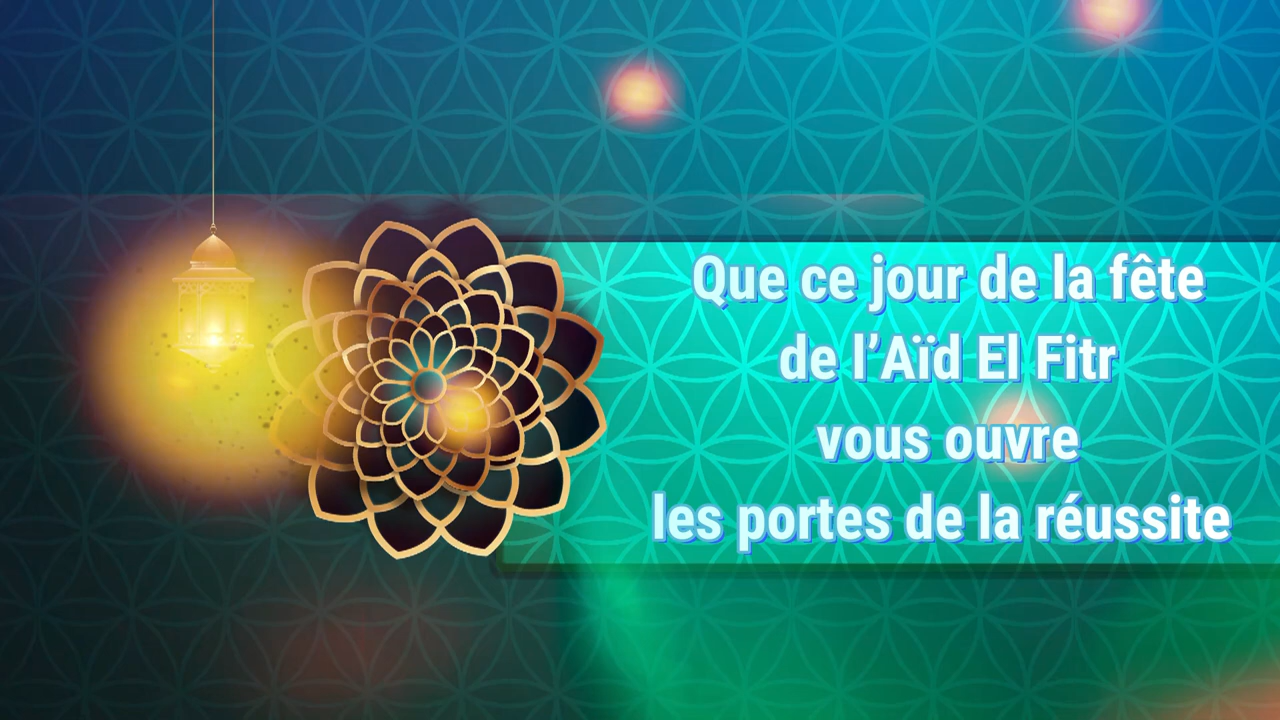 Que ce jour de la fête
de l’Aïd El Fitr
vous ouvre
les portes de la réussite